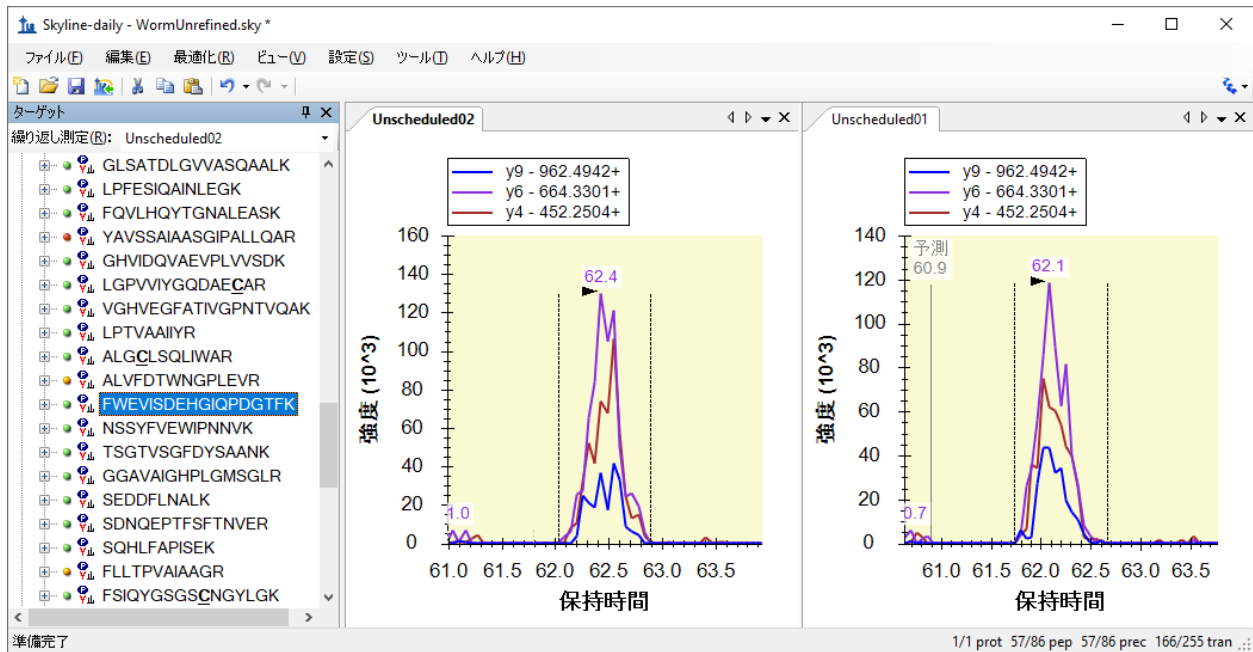 Skyline-daily - WormUnrefined.sky *
ファイル(F) 編集(E) 最適化(R) ビュー(V) 設定(S) ツール(T) ヘルプ(H)
ターゲット
繰り返し測定(R): Unscheduled02
GLSATDLGVVASQAALK
LPFESIQAINLEGK
FQVLHQYTGNALEASK
YAVSSAIAASGIPALLQAR
GHVIDQVAEVPLVVSDK
LGPVVIYGQDAECAR
VGHVEGFATIVGPNTVQAK
LPTVAAIIYR
ALGCLSQLIWAR
ALVFDTWNGPLEVR
FWEVISDEHGIQPDGTFK
NSSYFVEWIPNNVK
TSGTVSGFDYSAANK
GGAVAIGHPLGMSGLR
SEDDFLNALK
SDNQEPTFSFTNVER
SQHLFAPISEK
FLLTPVAIAAGR
FSIQYGSGSCNGYLGK
Unscheduled02
y9 - 962.4942+
y6 - 664.3301+
y4 - 452.2504+
160
140
120
100
80
60
40
20
0
強度 (10^3)
62.4
1.0
61.0 61.5 62.0 62.5 63.0 63.5
保持時間
Unscheduled01
y9 - 962.4942+
y6 - 664.3301+
y4 - 452.2504+
140
120
100
80
60
40
20
0
強度 (10^3)
予測
60.9
62.1
0.7
61.0 61.5 62.0 62.5 63.0 63.5
保持時間
準備完了
1/1 prot 57/86 pep 57/86 prec 166/255 tran